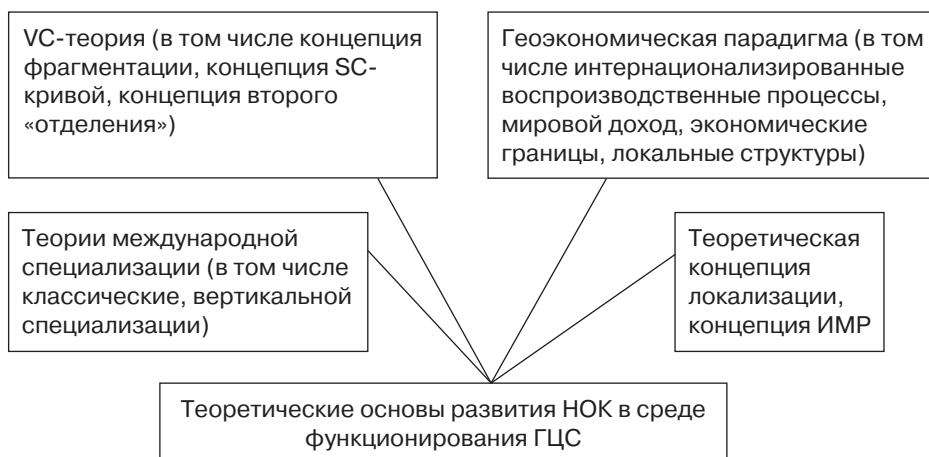 VC-теория (в том числе концепция
фрагментации, концепция SC-
кривой, концепция второго
«отделения»)
Геоэкономическая парадигма (в том
числе интернационализированные
воспроизводственные процессы,
мировой доход, экономические
границы, локальные структуры)
Теории международной
специализации (в том числе
классические, вертикальной
специализации)
Теоретическая
концепция
локализации,
концепция ИМР
Теоретические основы развития НОК в среде
функционирования ГЦС